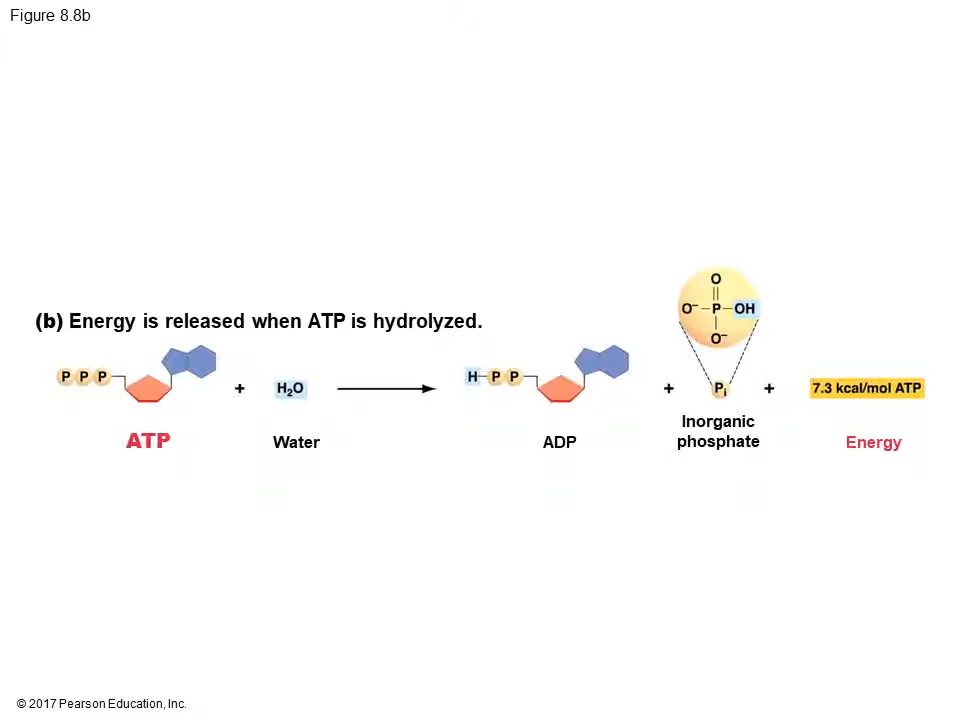 Figure 8.8b
(b) Energy is released when ATP is hydrolyzed.
O
O⁻ P OH
O⁻
P P P + H₂O H P P + Pᵢ + 7.3 kcal/mol ATP
ATP Water ADP Inorganic phosphate Energy
© 2017 Pearson Education, Inc.